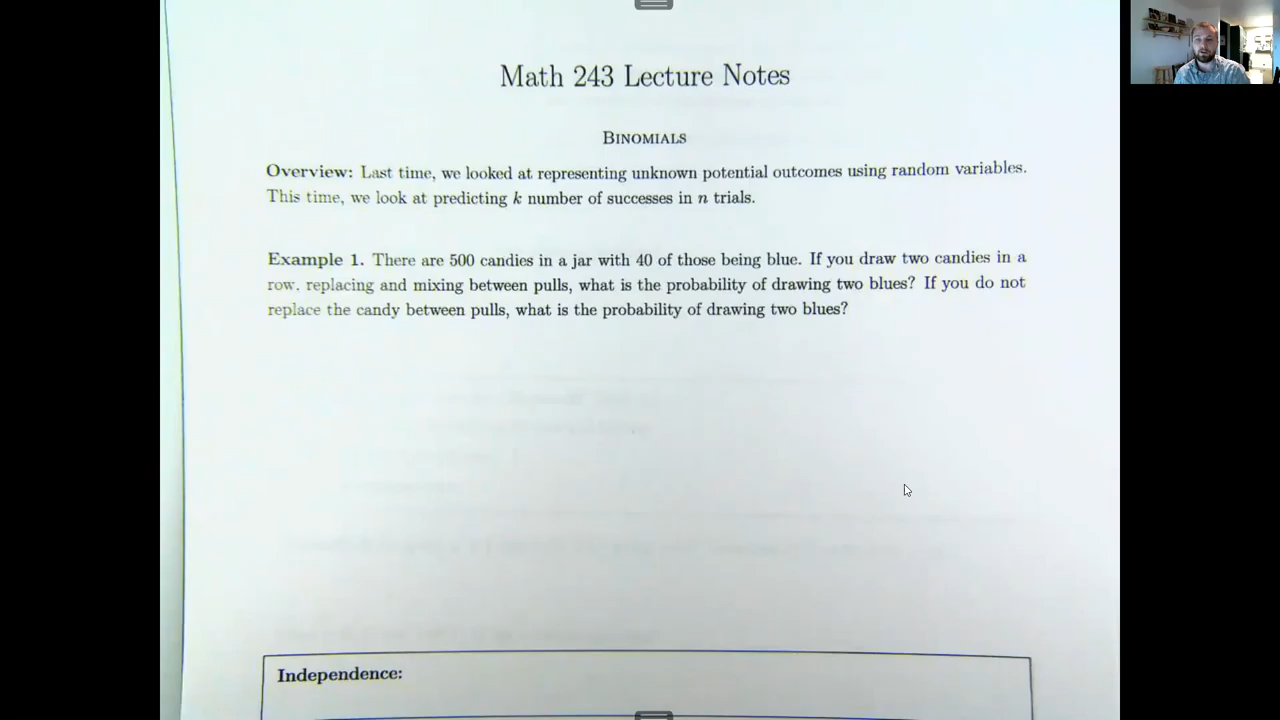 Math 243 Lecture Notes
BINOMIALS
Overview: Last time, we looked at representing unknown potential outcomes using random variables.
This time, we look at predicting k number of successes in n trials.
Example 1. There are 500 candies in a jar with 40 of those being blue. If you draw two candies in a
row, replacing and mixing between pulls, what is the probability of drawing two blues? If you do not
replace the candy between pulls, what is the probability of drawing two blues?
Independence: